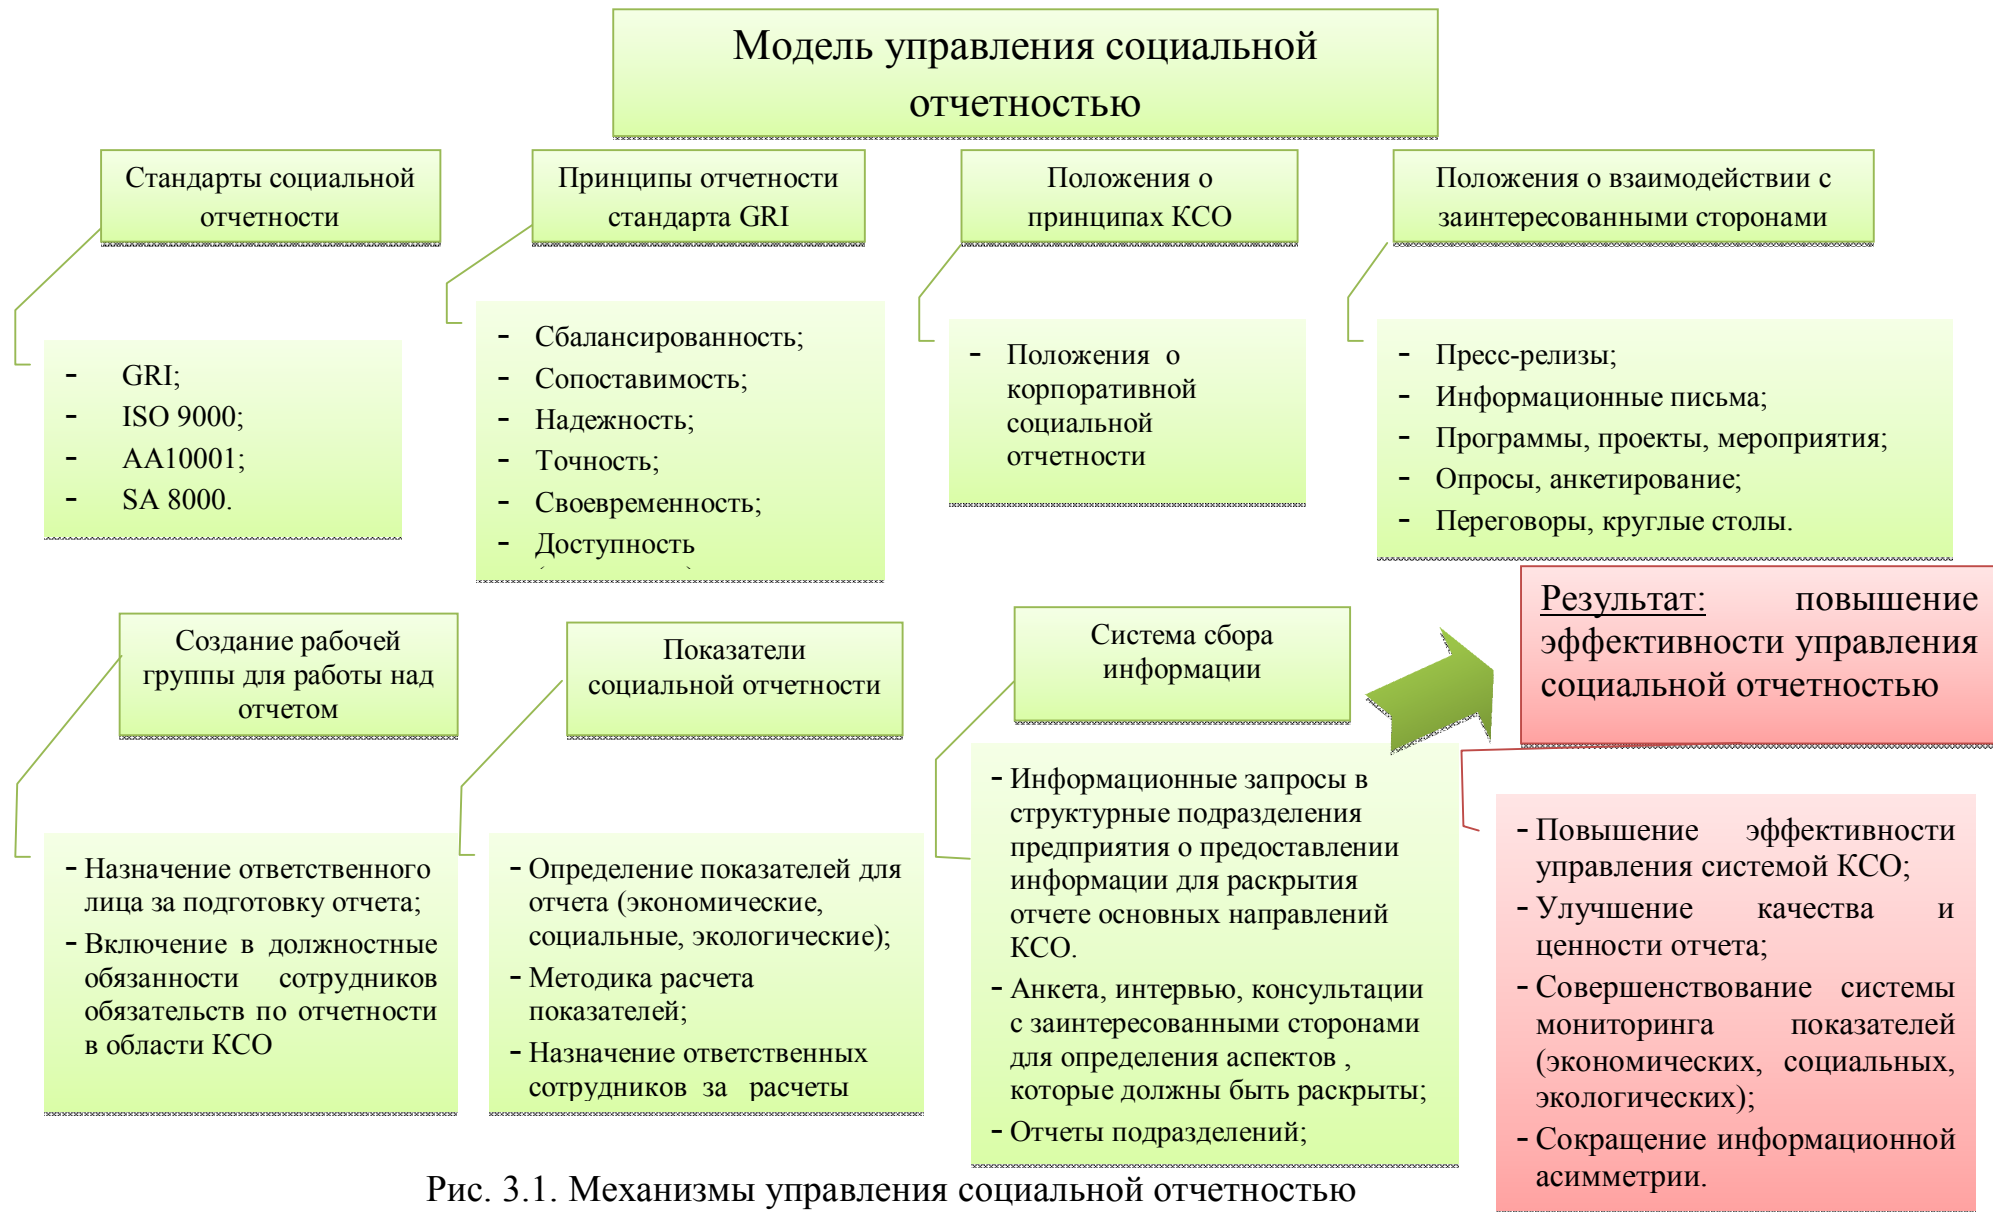 Модель управления социальной
отчетностью
Стандарты социальной
отчетности
- GRI;
- ISO 9000;
- AA10001;
- SA 8000.
Принципы отчетности
стандарта GRI
- Сбалансированность;
- Сопоставимость;
- Надежность;
- Точность;
- Своевременность;
- Доступность
Положения о
принципах КСО
- Положения о
корпоративной
социальной
отчетности
Положения о взаимодействии с
заинтересованными сторонами
- Пресс-релизы;
- Информационные письма;
- Программы, проекты, мероприятия;
- Опросы, анкетирование;
- Переговоры, круглые столы.
Создание рабочей
группы для работы над
отчетом
- Назначение ответственного
лица за подготовку отчета;
- Включение в должностные
обязанности сотрудников
обязательств по отчетности
в области КСО
Показатели
социальной отчетности
- Определение показателей для
отчета (экономические,
социальные, экологические);
- Методика расчета
показателей;
- Назначение ответственных
сотрудников за расчеты
Система сбора
информации
- Информационные запросы в
структурные подразделения
предприятия о предоставлении
информации для раскрытия
отчете основных направлений
КСО.
- Анкета, интервью, консультации
с заинтересованными сторонами
для определения аспектов ,
которые должны быть раскрыты;
- Отчеты подразделений;
Результат: повышение
эффективности управления
социальной отчетностью
- Повышение эффективности
управления системой КСО;
- Улучшение качества и
ценности отчета;
- Совершенствование системы
мониторинга показателей
(экономических, социальных,
экологических);
- Сокращение информационной
асимметрии.
Рис. 3.1. Механизмы управления социальной отчетностью